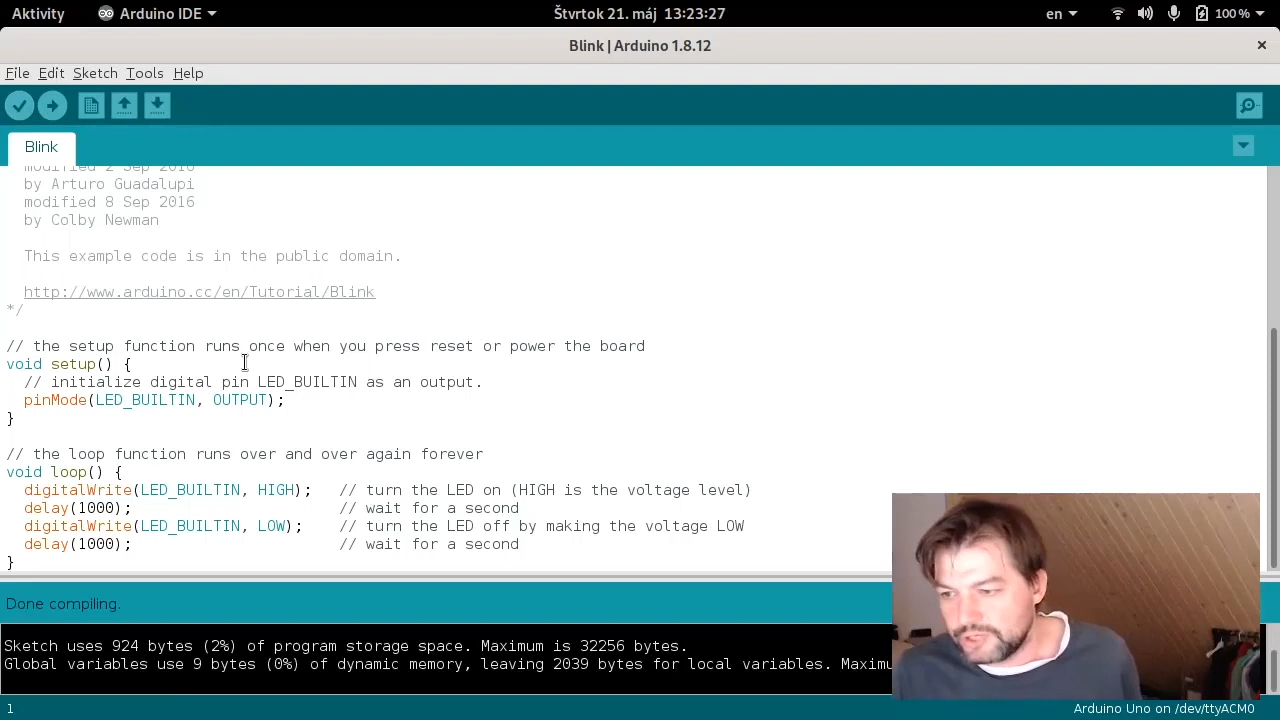 Aktivity Arduino IDE Štvrtok 21. máj 13:23:27 en 100 %
Blink | Arduino 1.8.12
File Edit Sketch Tools Help
Blink
modified 2 Sep 2016
by Arturo Guadalupi
modified 8 Sep 2016
by Colby Newman
This example code is in the public domain.
http://www.arduino.cc/en/Tutorial/Blink
*/
// the setup function runs once when you press reset or power the board
void setup() {
// initialize digital pin LED_BUILTIN as an output.
pinMode(LED_BUILTIN, OUTPUT);
}
// the loop function runs over and over again forever
void loop() {
digitalWrite(LED_BUILTIN, HIGH); // turn the LED on (HIGH is the voltage level)
delay(1000); // wait for a second
digitalWrite(LED_BUILTIN, LOW); // turn the LED off by making the voltage LOW
delay(1000); // wait for a second
}
Done compiling.
Sketch uses 924 bytes (2%) of program storage space. Maximum is 32256 bytes.
Global variables use 9 bytes (0%) of dynamic memory, leaving 2039 bytes for local variables.
1 Arduino Uno on /dev/ttyACM0